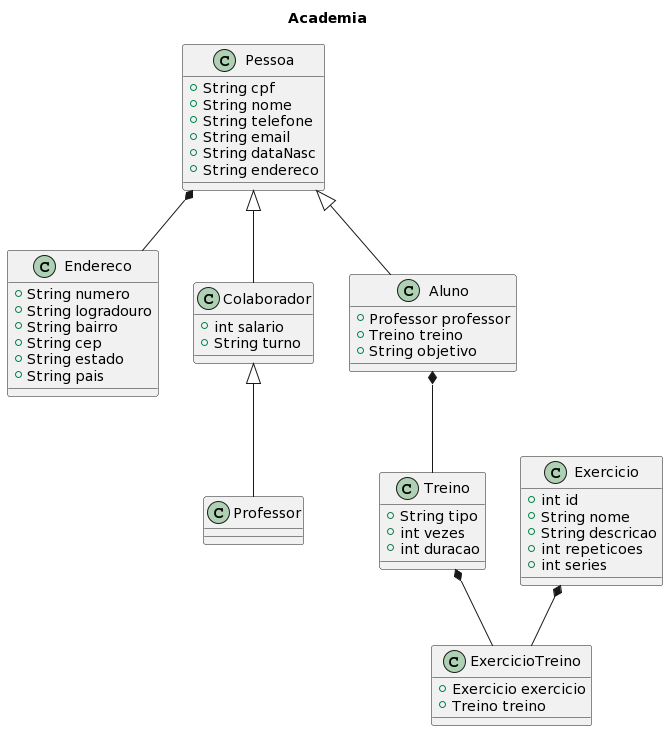 Academia
C Pessoa
String cpf
String nome
String telefone
String email
String dataNasc
String endereco
C Endereco
String numero
String logradouro
String bairro
String cep
String estado
String pais
C Colaborador
int salario
String turno
C Aluno
Professor professor
Treino treino
String objetivo
C Professor
C Treino
String tipo
int vezes
int duracao
C Exercicio
int id
String nome
String descricao
int repeticoes
int series
C ExercicioTreino
Exercicio exercicio
Treino treino